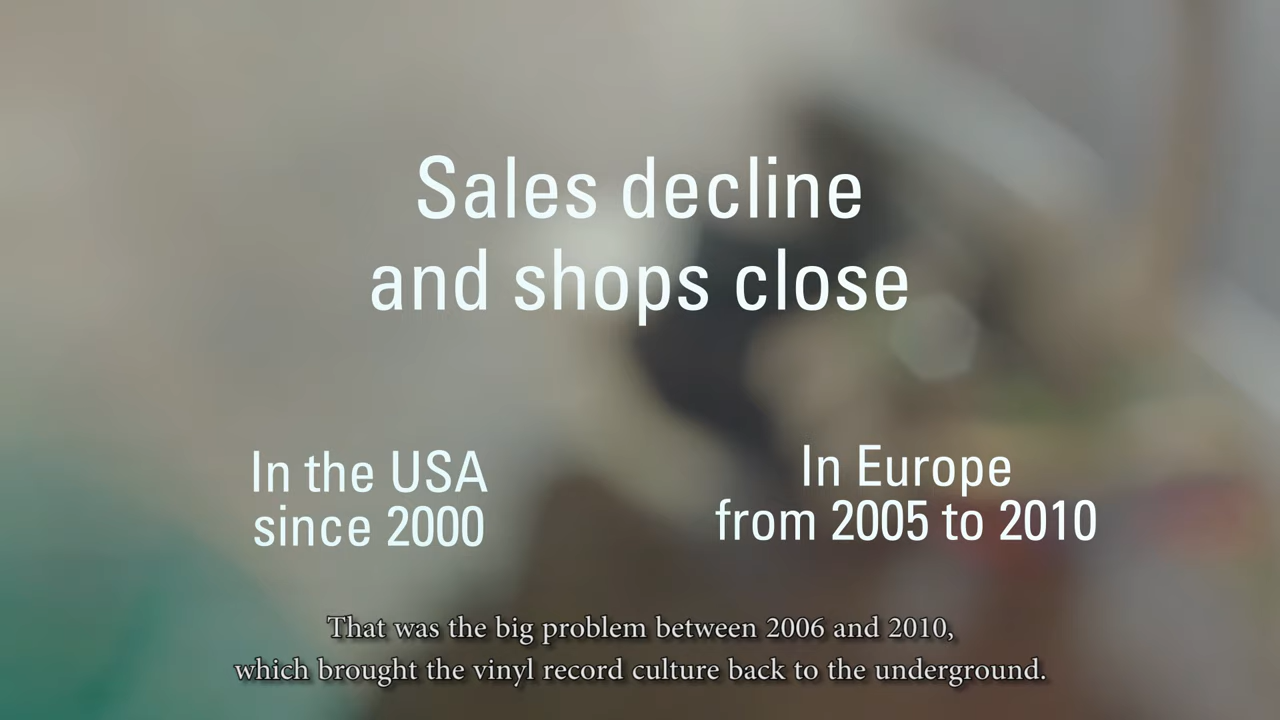 Sales decline
and shops close
In the USA
since 2000
In Europe
from 2005 to 2010
That was the big problem between 2006 and 2010,
which brought the vinyl record culture back to the underground.